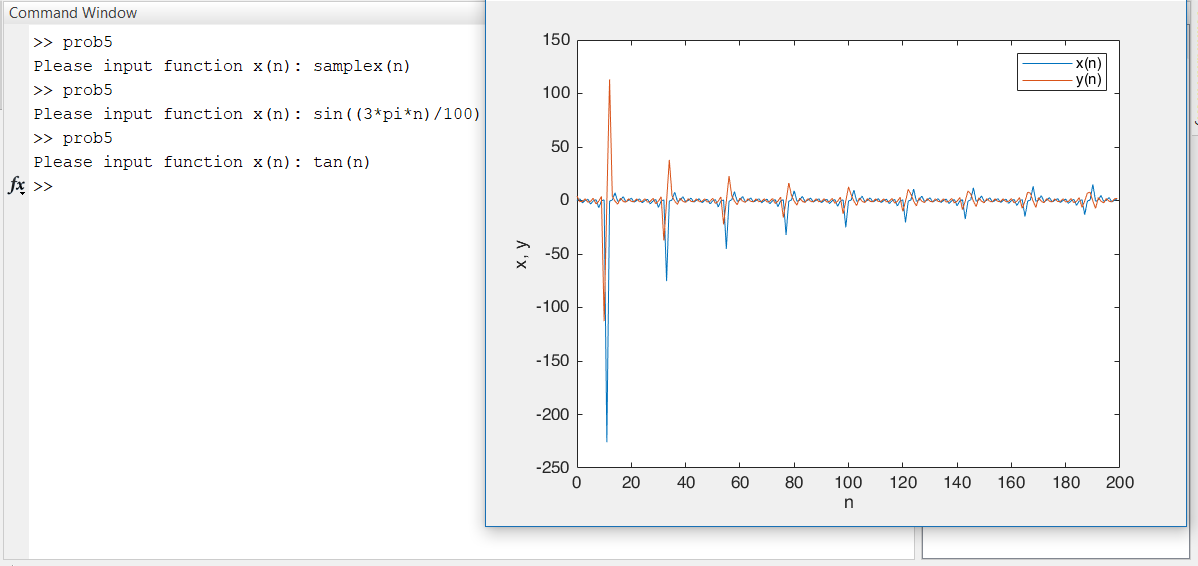 Command Window
>> prob5
Please input function x(n): samplex(n)
>> prob5
Please input function x(n): sin((3*pi*n)/100)
>> prob5
Please input function x(n): tan(n)
fx >>
150
100
50
0
-50
-100
-150
-200
-250
x, y
0 20 40 60 80 100 120 140 160 180 200
n
x(n)
y(n)